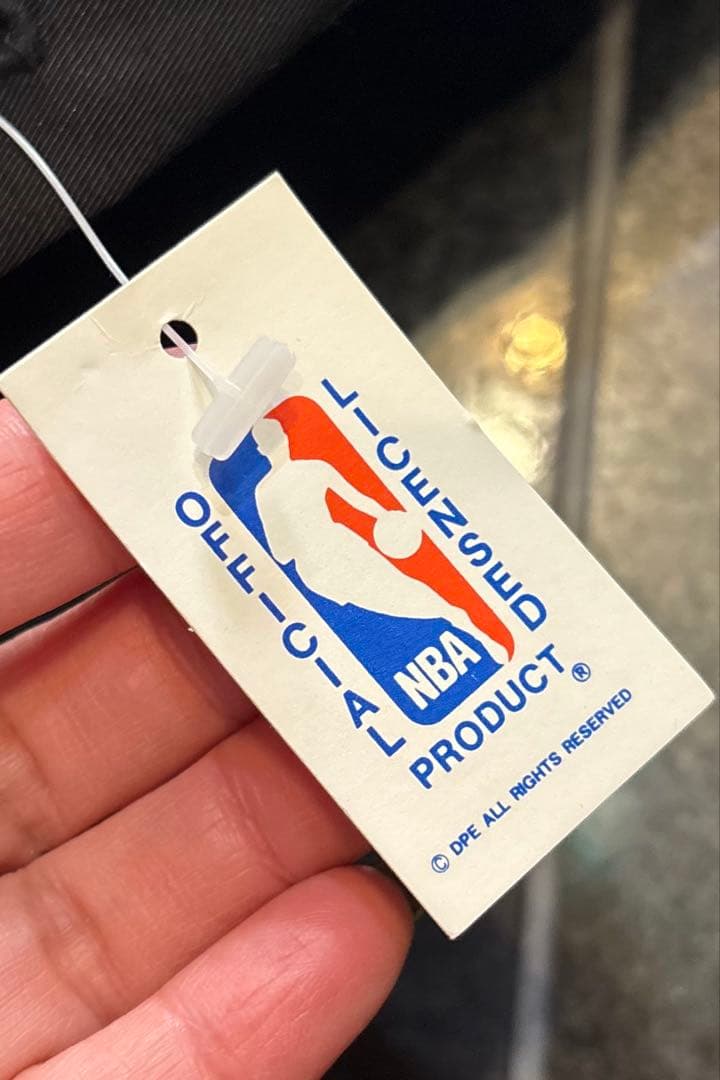 OFFICIAL
LICENSED
NBA
PRODUCT®
© DPE ALL RIGHTS RESERVED